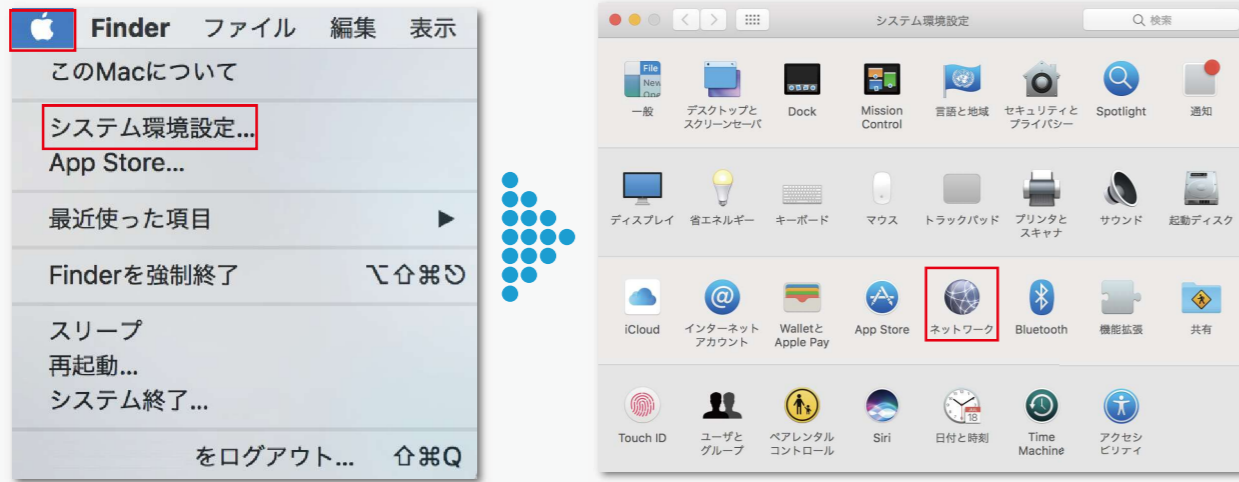 Finder ファイル 編集 表示
このMacについて
システム環境設定...
App Store...
最近使った項目 ▶
Finderを強制終了 ⌥⇧⌘⎋
スリープ
再起動...
システム終了...
をログアウト... ⇧⌘Q
システム環境設定
検索
File
New
One
一般
デスクトップと
スクリーンセーバ
Dock
Mission
Control
言語と地域
セキュリティと
プライバシー
Spotlight
通知
ディスプレイ
省エネルギー
キーボード
マウス
トラックパッド
プリンタと
スキャナ
サウンド
起動ディスク
iCloud
インターネット
アカウント
Walletと
Apple Pay
App Store
ネットワーク
Bluetooth
機能拡張
共有
Touch ID
ユーザと
グループ
ペアレンタル
コントロール
Siri
18
日付と時刻
Time
Machine
アクセシ
ビリティ